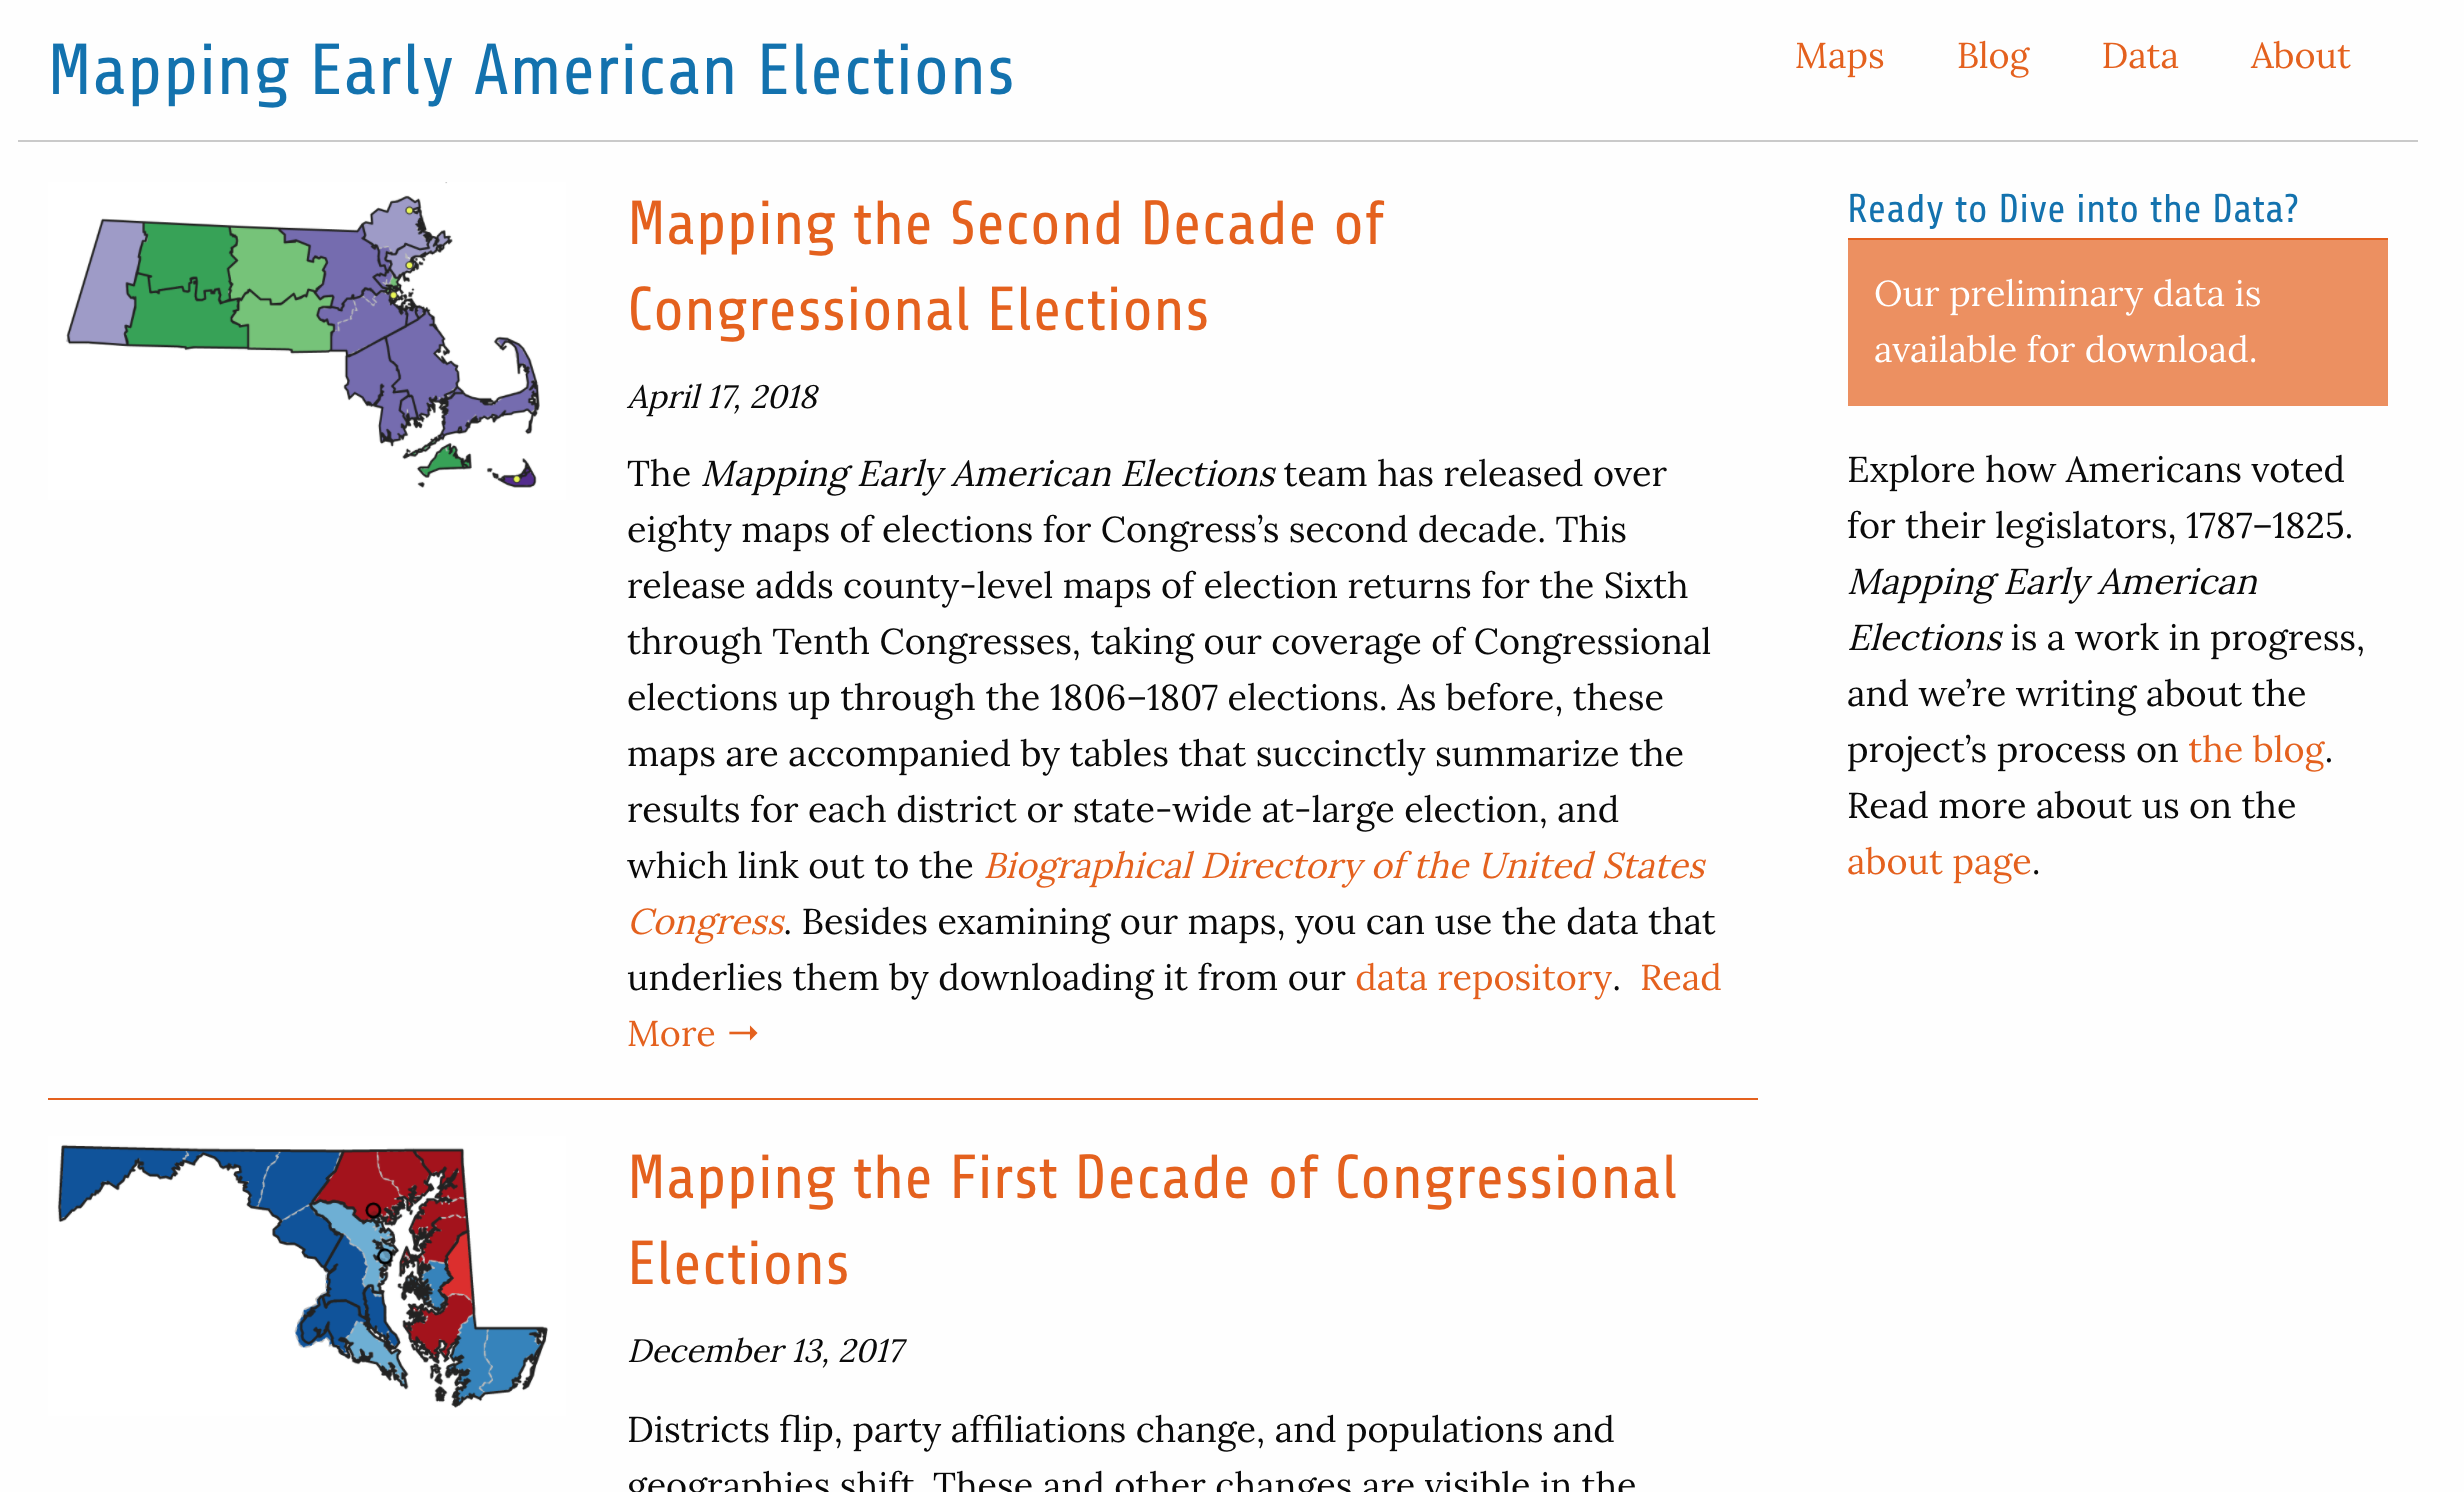 Mapping Early American Elections
Maps Blog Data About
Mapping the Second Decade of
Congressional Elections
April 17, 2018
The Mapping Early American Elections team has released over
eighty maps of elections for Congress’s second decade. This
release adds county-level maps of election returns for the Sixth
through Tenth Congresses, taking our coverage of Congressional
elections up through the 1806–1807 elections. As before, these
maps are accompanied by tables that succinctly summarize the
results for each district or state-wide at-large election, and
which link out to the Biographical Directory of the United States
Congress. Besides examining our maps, you can use the data that
underlies them by downloading it from our data repository. Read
More →
Mapping the First Decade of Congressional
Elections
December 13, 2017
Districts flip, party affiliations change, and populations and
geographies shift. These and other changes are visible in the
Ready to Dive into the Data?
Our preliminary data is
available for download.
Explore how Americans voted
for their legislators, 1787–1825.
Mapping Early American
Elections is a work in progress,
and we’re writing about the
project’s process on the blog.
Read more about us on the
about page.